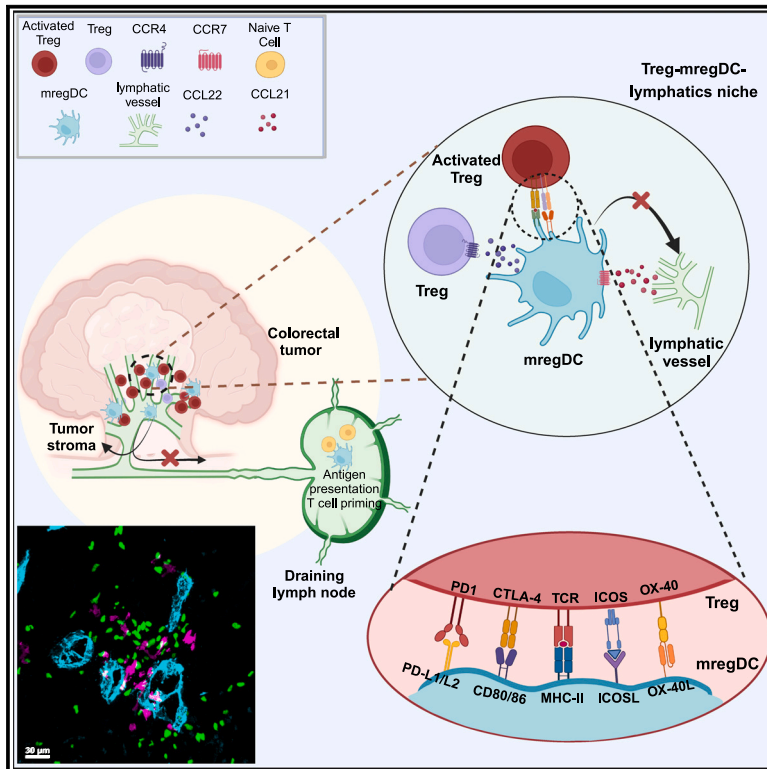 Activated
Treg
Treg
CCR4
CCR7
Naive T
Cell
mregDC
lymphatic
vessel
CCL22
CCL21
Treg-mregDC-
lymphatics niche
Activated
Treg
Treg
mregDC
lymphatic
vessel
Colorectal
tumor
Tumor
stroma
Antigen
presentation
T cell priming
Draining
lymph node
30 µm
PD1
CTLA-4
TCR
ICOS
OX-40
Treg
mregDC
PD-L1/L2
CD80/86
MHC-II
ICOSL
OX-40L